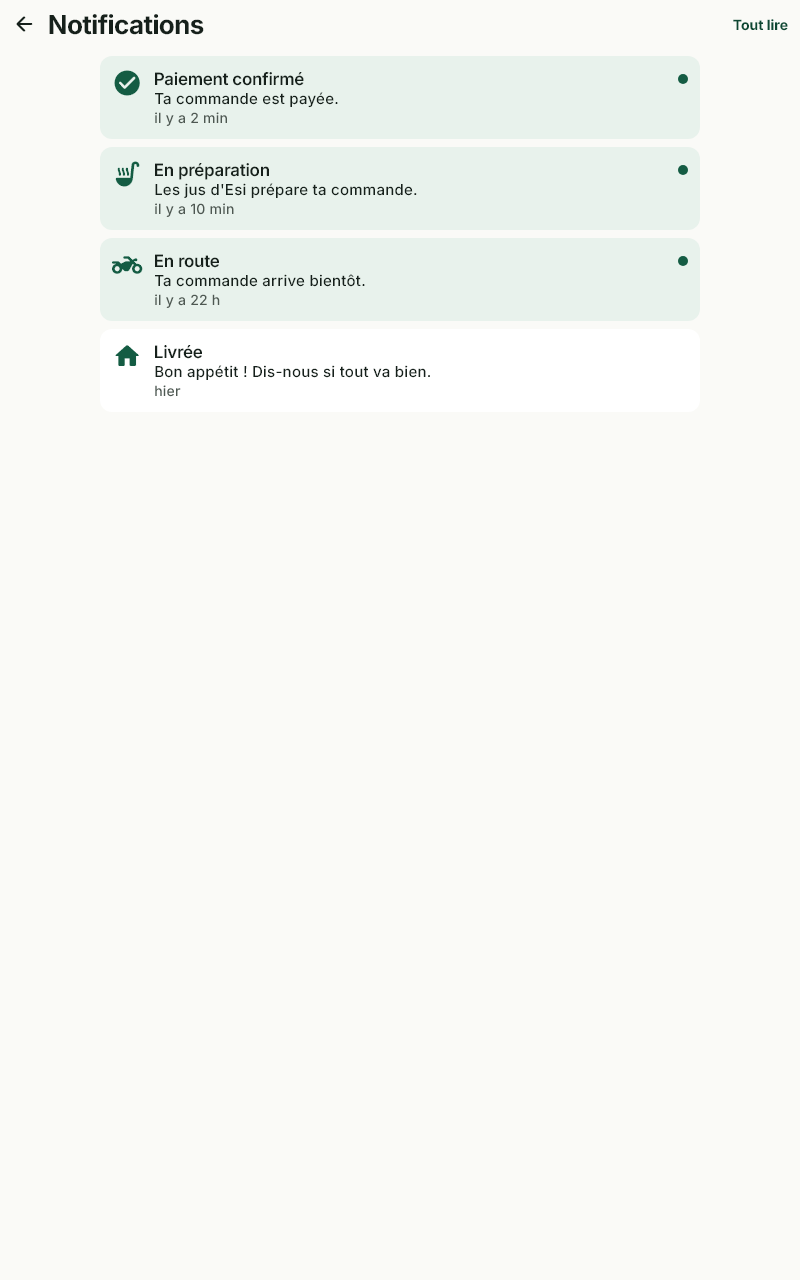 Notifications
Tout lire
Paiement confirmé
Ta commande est payée.
il y a 2 min
En préparation
Les jus d'Esi prépare ta commande.
il y a 10 min
En route
Ta commande arrive bientôt.
il y a 22 h
Livrée
Bon appétit ! Dis-nous si tout va bien.
hier